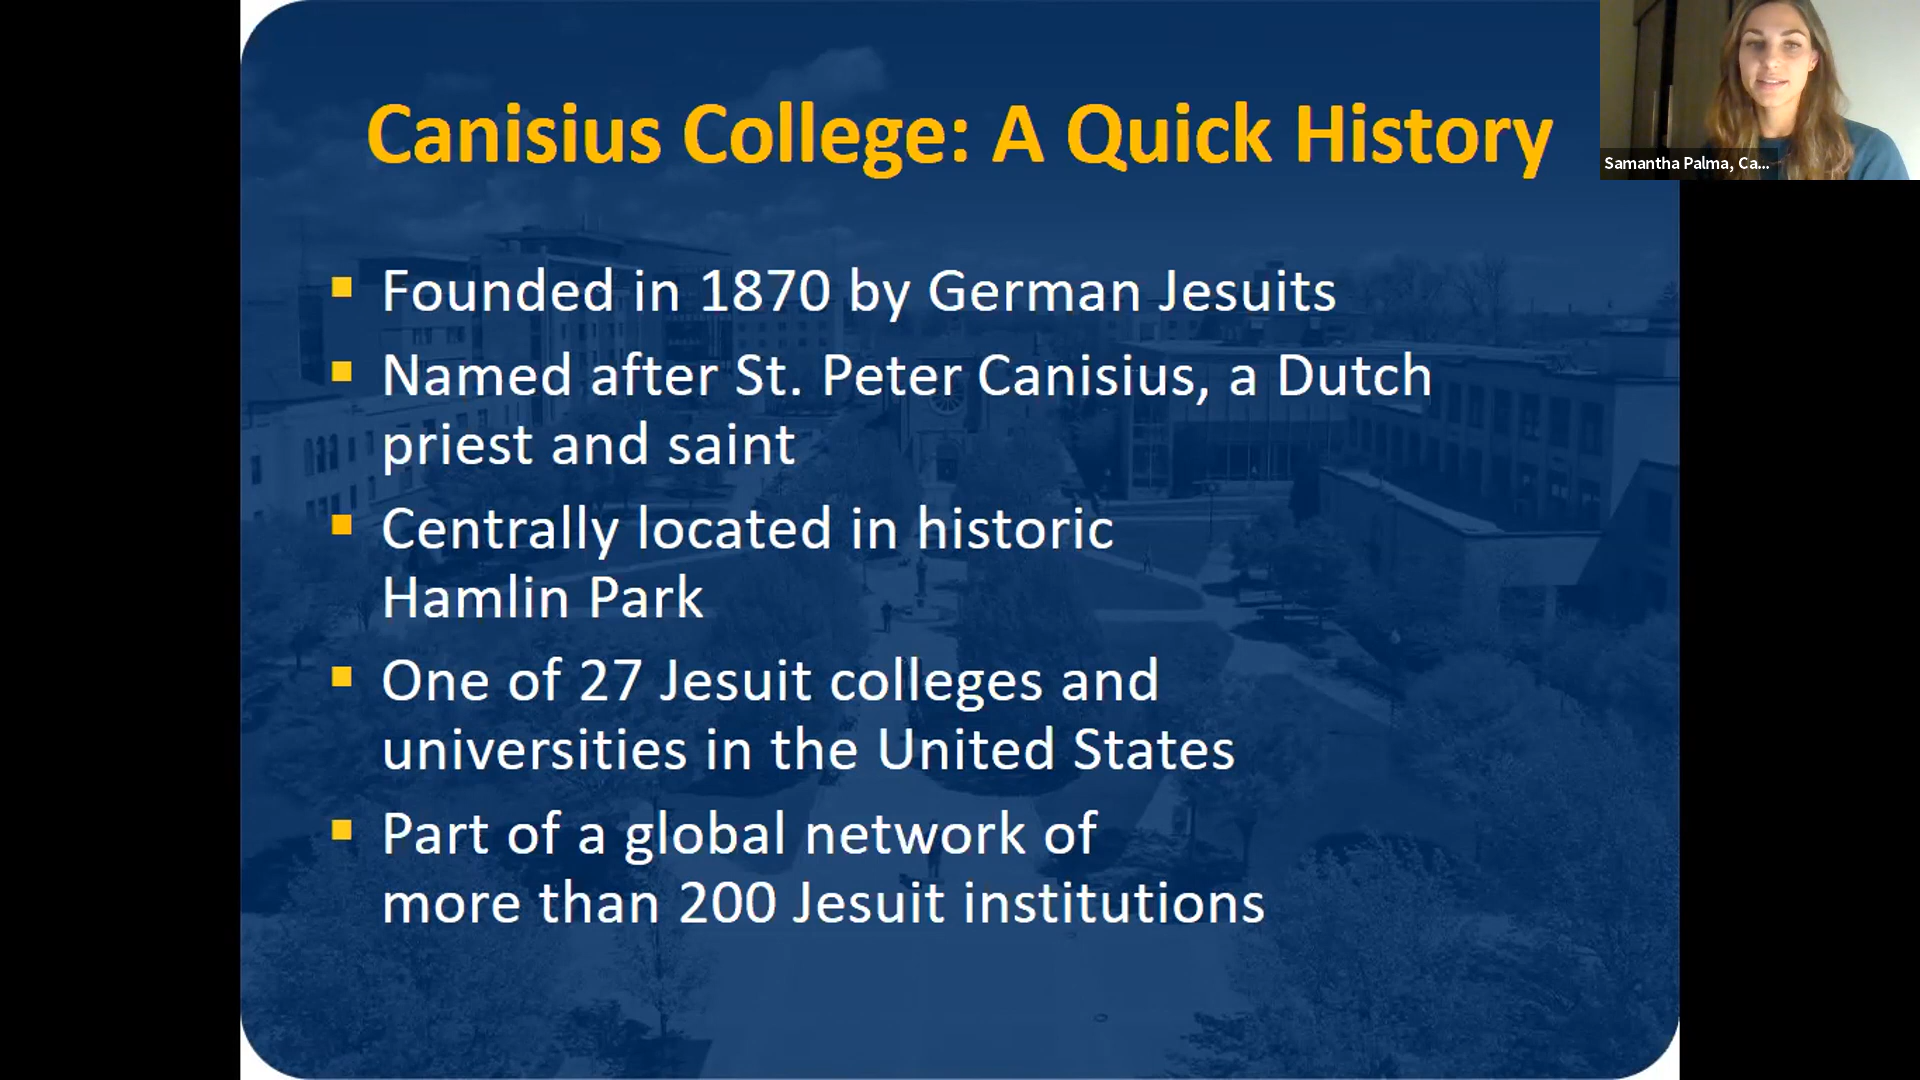 Canisius College: A Quick History
Samantha Palma, Ca...
Founded in 1870 by German Jesuits
Named after St. Peter Canisius, a Dutch
priest and saint
Centrally located in historic
Hamlin Park
One of 27 Jesuit colleges and
universities in the United States
Part of a global network of
more than 200 Jesuit institutions